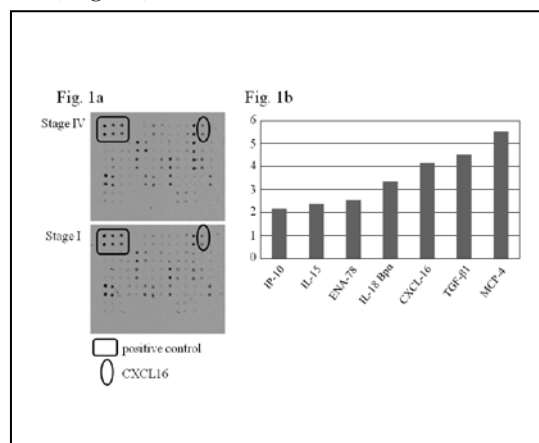 Fig. 1a
Stage IV
Stage I
positive control
CXCL16
Fig. 1b
6
5
4
3
2
1
0
IP-10
IL-15
ENA-78
IL-18 Bpα
CXCL-16
TGF-β1
MCP-4